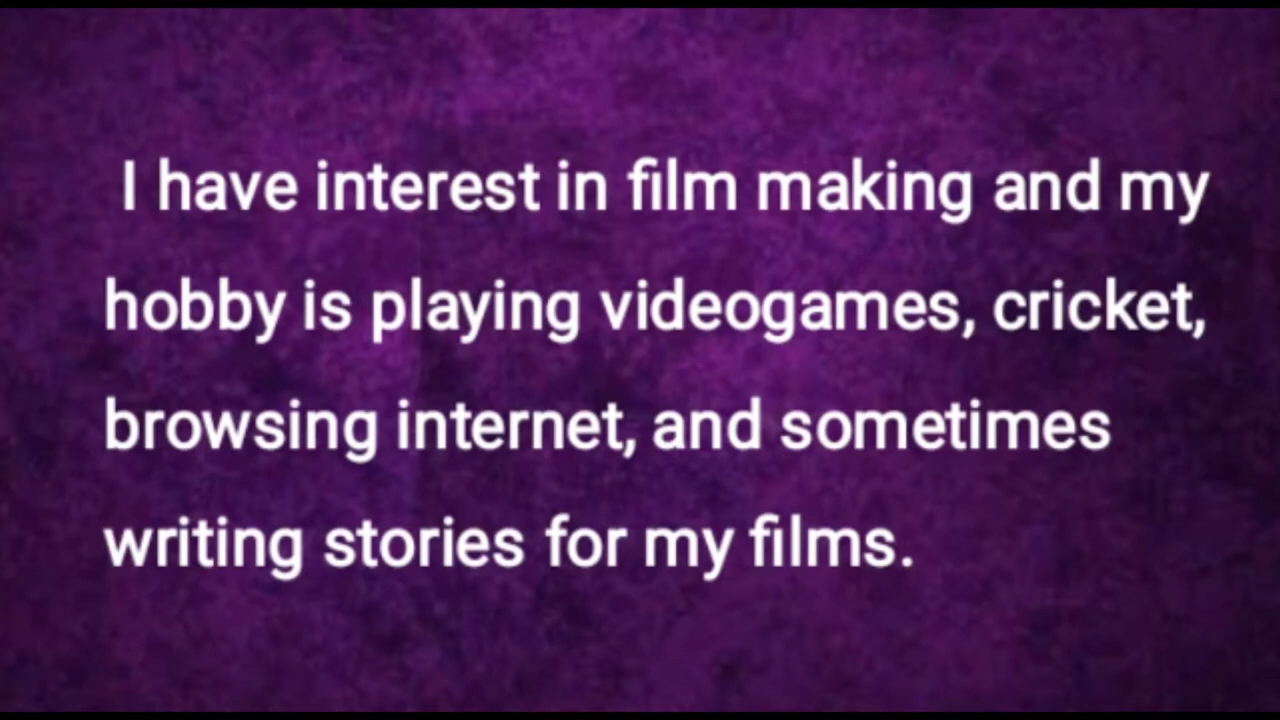 I have interest in film making and my
hobby is playing videogames, cricket,
browsing internet, and sometimes
writing stories for my films.